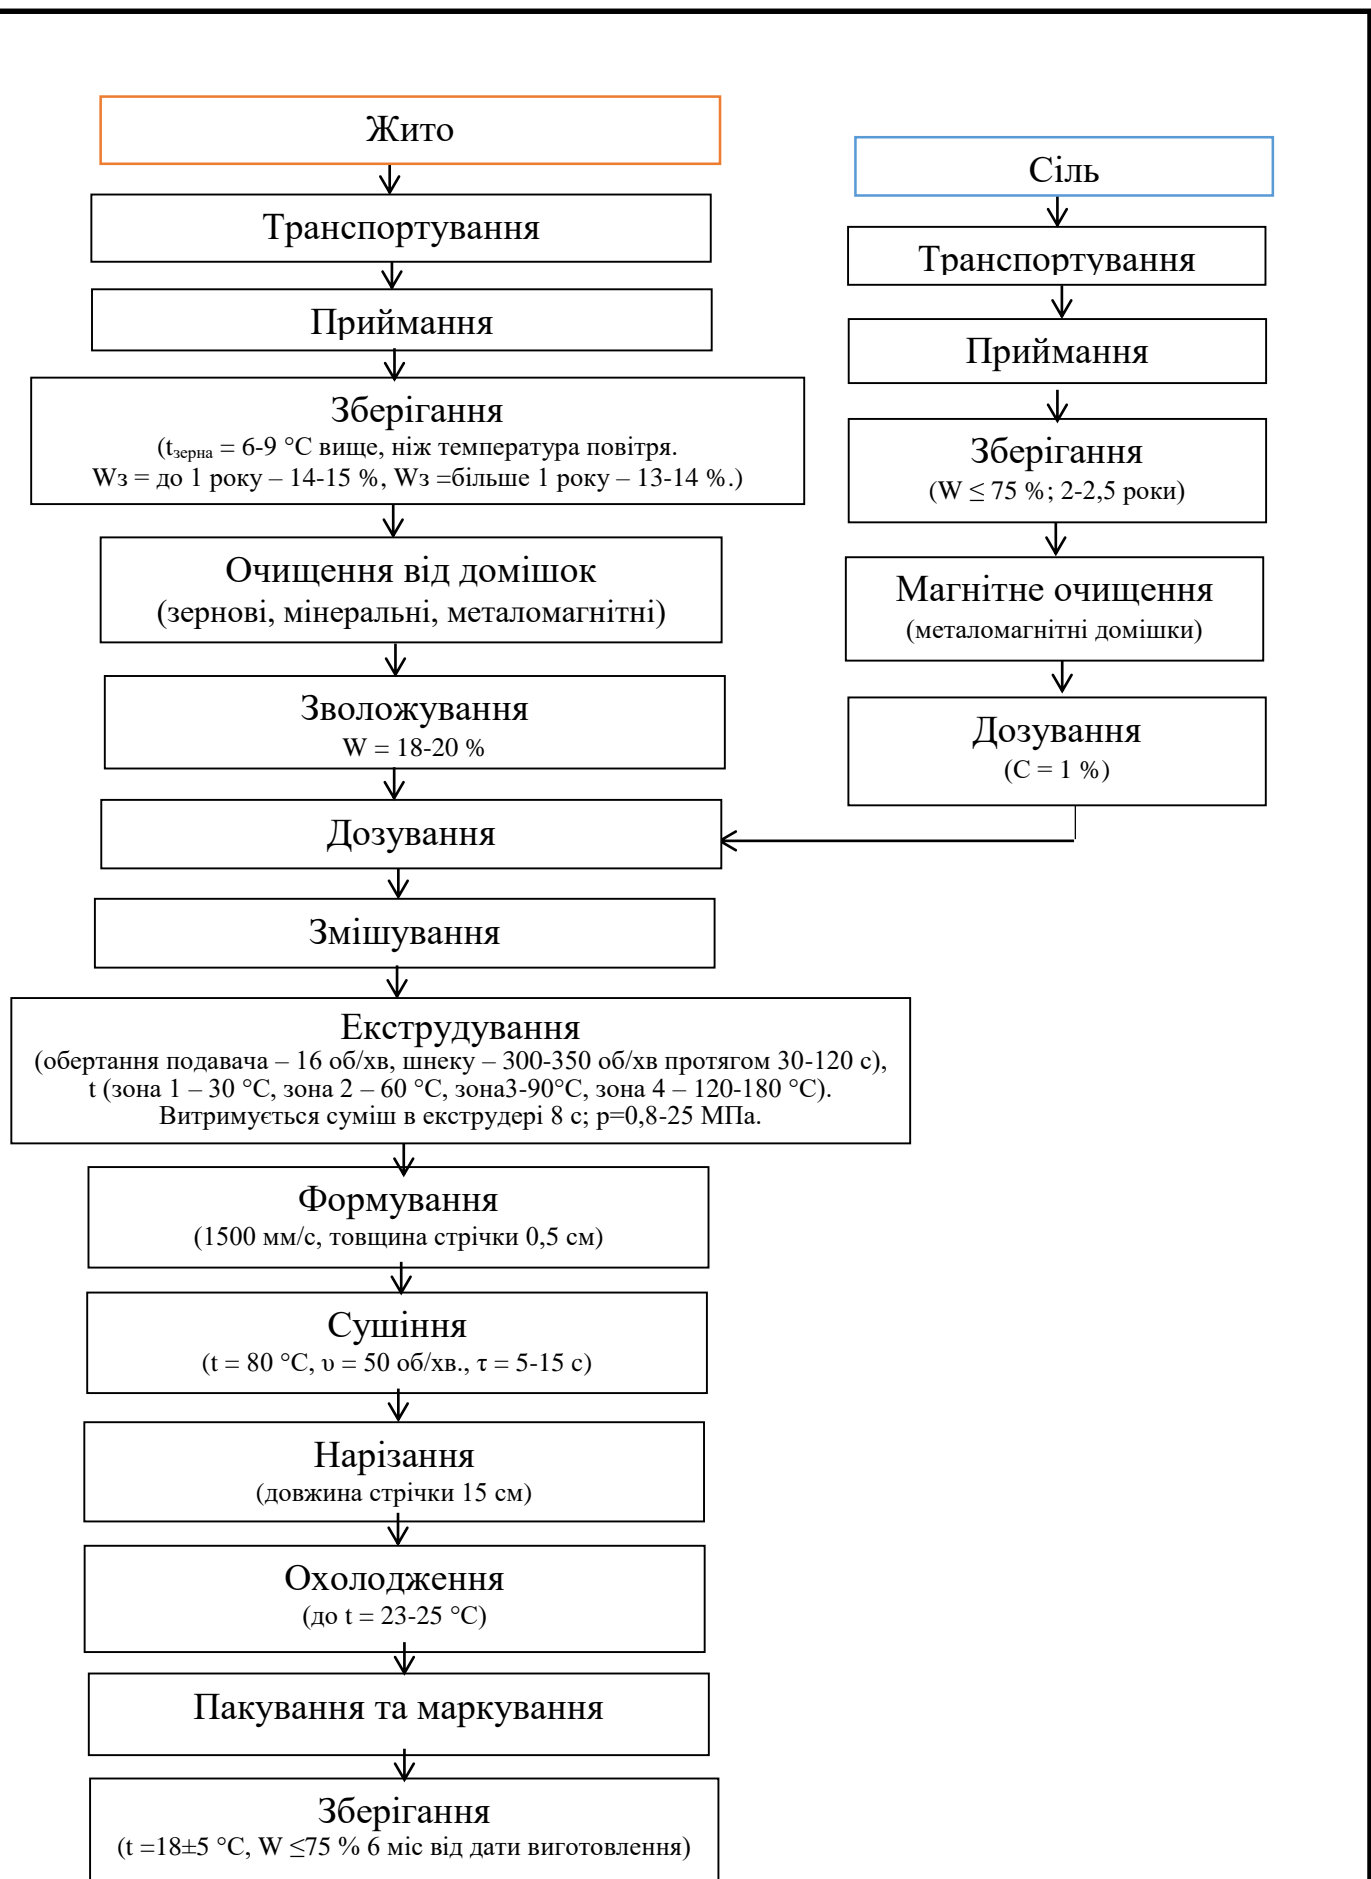 Жито
Транспортування
Приймання
Зберігання
(tзерна = 6-9 °С вище, ніж температура повітря.
Wз = до 1 року – 14-15 %, Wз =більше 1 року – 13-14 %.)
Очищення від домішок
(зернові, мінеральні, металомагнітні)
Зволожування
W = 18-20 %
Дозування
Сіль
Транспортування
Приймання
Зберігання
(W ≤ 75 %; 2-2,5 роки)
Магнітне очищення
(металомагнітні домішки)
Дозування
(С = 1 %)
Змішування
Екструдування
(обертання подавача – 16 об/хв, шнеку – 300-350 об/хв протягом 30-120 с),
t (зона 1 – 30 °С, зона 2 – 60 °С, зона3-90°С, зона 4 – 120-180 °С).
Витримується суміш в екструдері 8 с; р=0,8-25 МПа.
Формування
(1500 мм/с, товщина стрічки 0,5 см)
Сушіння
(t = 80 °С, υ = 50 об/хв., τ = 5-15 с)
Нарізання
(довжина стрічки 15 см)
Охолодження
(до t = 23-25 °С)
Пакування та маркування
Зберігання
(t =18±5 °С, W ≤75 % 6 міс від дати виготовлення)